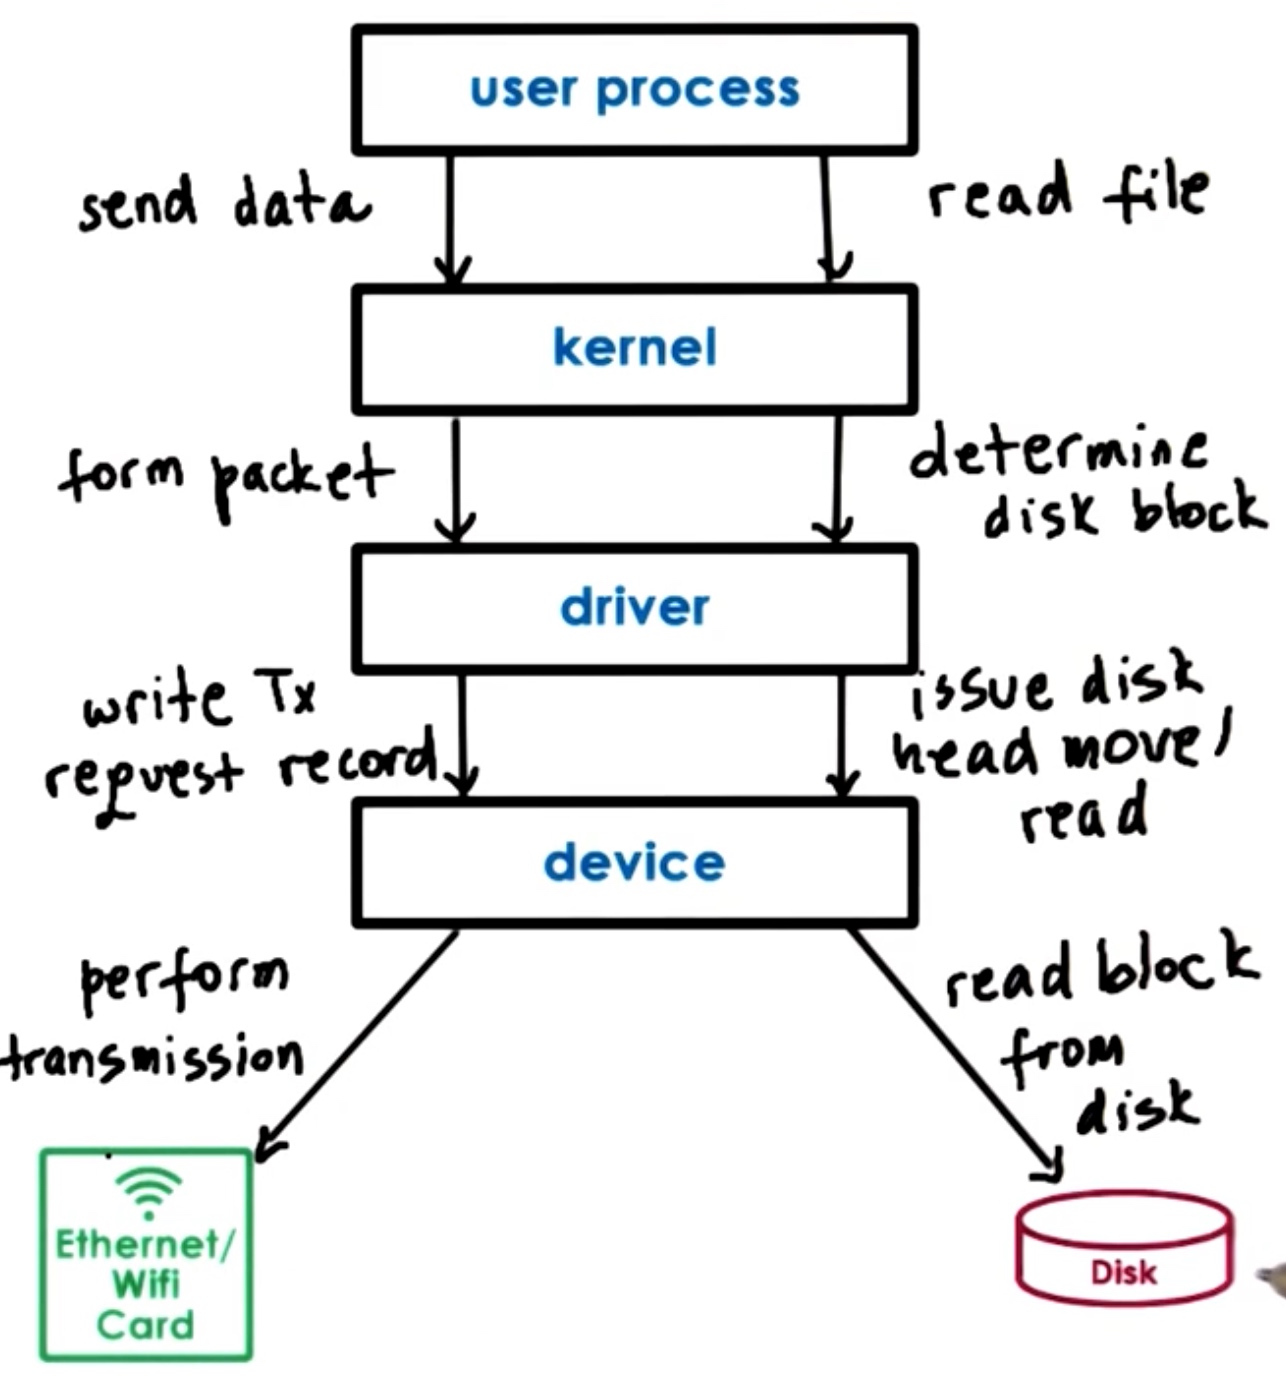 user process
send data
read file
kernel
form packet
determine
disk block
driver
write Tx
request record
issue disk
head move/
read
device
perform
transmission
read block
from
disk
Ethernet/
Wifi
Card
Disk